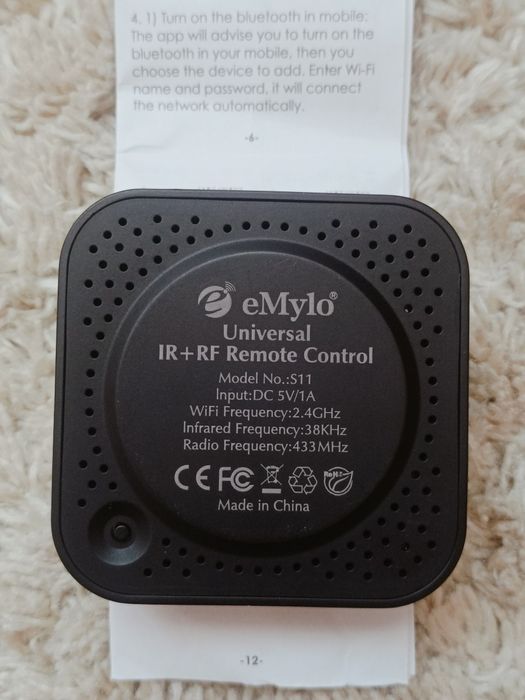 4. 1) Turn on the bluetooth in mobile:
The app will advise you to turn on the
bluetooth in your mobile, then you
choose the device to add. Enter Wi-Fi
name and password, it will connect
the network automatically.
-6-
eMylo®
Universal
IR+RF Remote Control
Model No.:S11
Input:DC 5V/1A
WiFi Frequency:2.4GHz
Infrared Frequency:38KHz
Radio Frequency:433MHz
CE FC RoHS
Made in China
-12-